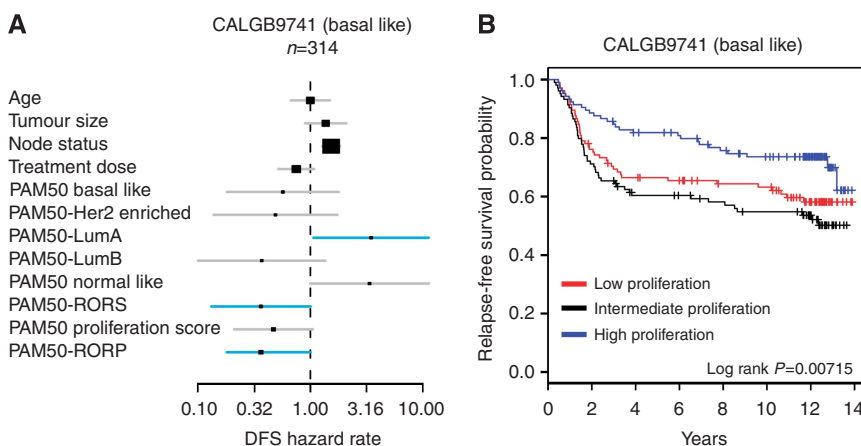 A
CALGB9741 (basal like)
n=314
Age
Tumour size
Node status
Treatment dose
PAM50 basal like
PAM50-Her2 enriched
PAM50-LumA
PAM50-LumB
PAM50 normal like
PAM50-RORS
PAM50 proliferation score
PAM50-RORP
0.10 0.32 1.00 3.16 10.00
DFS hazard rate
B
CALGB9741 (basal like)
Relapse-free survival probability
1.0
0.8
0.6
0.4
0.2
0.0
Low proliferation
Intermediate proliferation
High proliferation
Log rank P=0.00715
0 2 4 6 8 10 12 14
Years